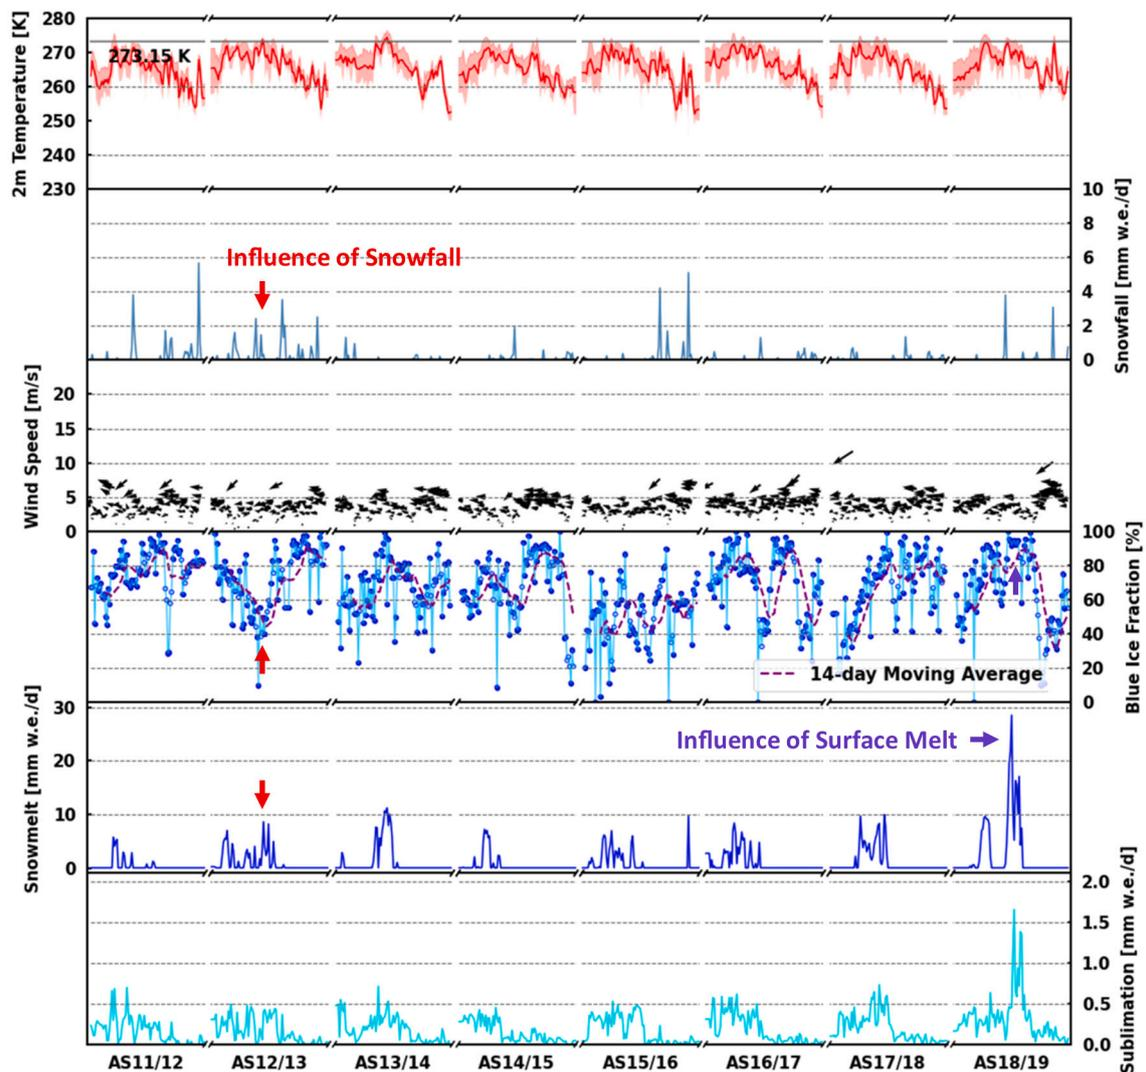 2m Temperature [K]
280
270
260
250
240
230
273.15 K
Snowfall [mm w.e./d]
10
8
6
4
2
0
Influence of Snowfall
Wind Speed [m/s]
20
15
10
5
0
Blue Ice Fraction [%]
100
80
60
40
20
0
14-day Moving Average
Snowmelt [mm w.e./d]
30
20
10
0
Influence of Surface Melt
Sublimation [mm w.e./d]
2.0
1.5
1.0
0.5
0.0
AS11/12 AS12/13 AS13/14 AS14/15 AS15/16 AS16/17 AS17/18 AS18/19